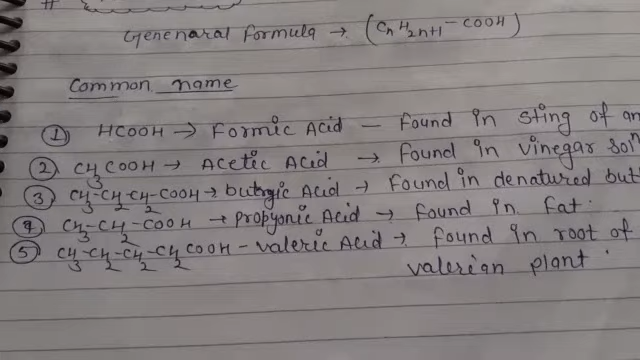 Genenaral formula → (CnH2n+1-COOH)
Common name
① HCOOH → Formic Acid - Found in sting of an
② CH3COOH → Acetic Acid → Found in vinegar
③ CH3-CH2-CH2-COOH → butyric Acid → Found in denatured
④ CH3-CH2-COOH → propyonic Acid → Found in Fat.
⑤ CH3-CH2-CH2-CH2COOH - valeric Acid → Found in root of
valerian plant.